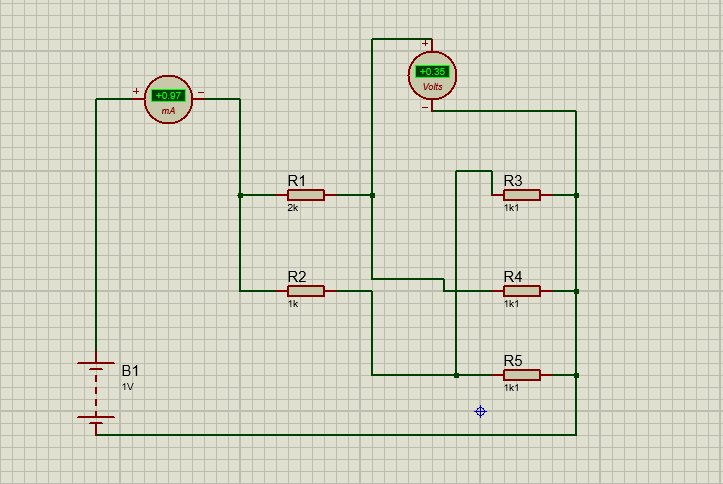 +
+0.35
Volts
−
+
+0.97
−
mA
R1
2k
R3
1k1
R2
1k
R4
1k1
B1
1V
R5
1k1